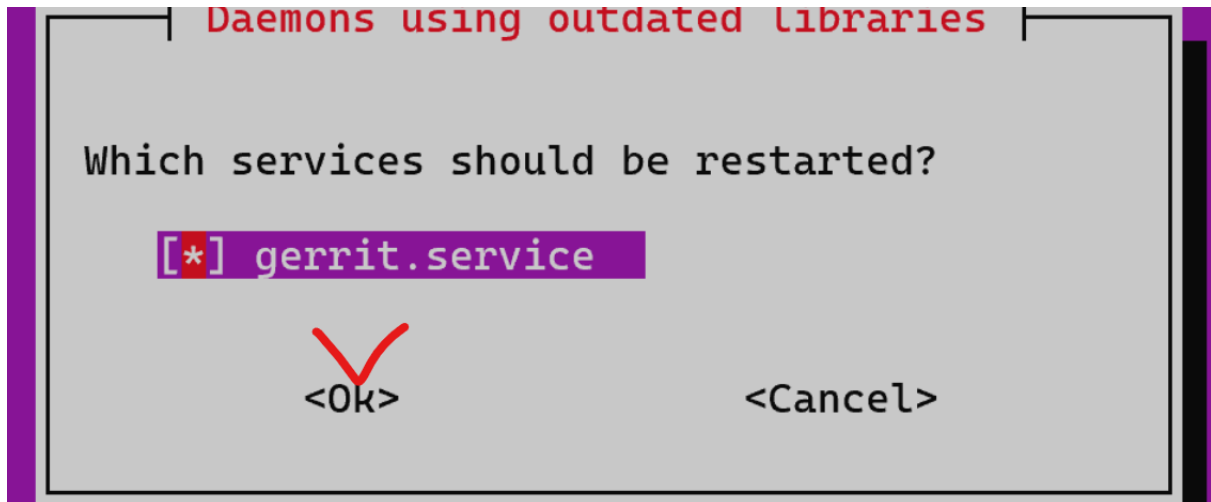 Daemons using outdated libraries
Which services should be restarted?
[*] gerrit.service
<Ok> <Cancel>